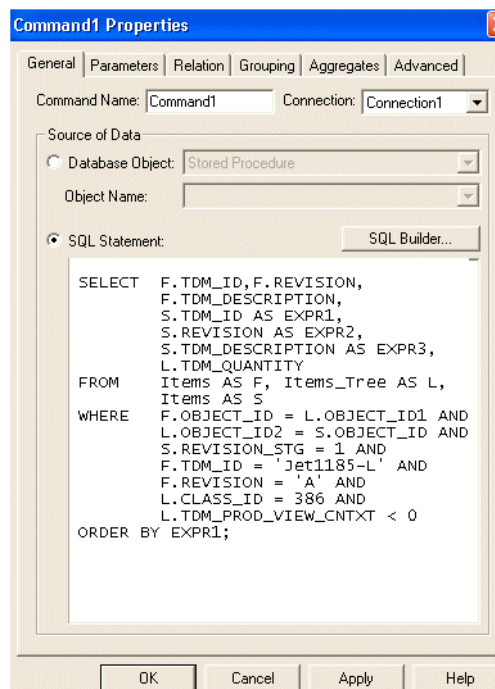 Command1 Properties
General Parameters Relation Grouping Aggregates Advanced
Command Name: Command1 Connection: Connection1
Source of Data
Database Object: Stored Procedure
Object Name:
SQL Statement: SQL Builder...
SELECT F.TDM_ID,F.REVISION,
F.TDM_DESCRIPTION,
S.TDM_ID AS EXPR1,
S.REVISION AS EXPR2,
S.TDM_DESCRIPTION AS EXPR3,
L.TDM_QUANTITY
FROM Items AS F, Items_Tree AS L,
Items AS S
WHERE F.OBJECT_ID = L.OBJECT_ID1 AND
L.OBJECT_ID2 = S.OBJECT_ID AND
S.REVISION_STG = 1 AND
F.TDM_ID = 'Jet1185-L' AND
F.REVISION = 'A' AND
L.CLASS_ID = 386 AND
L.TDM_PROD_VIEW_CNTXT < 0
ORDER BY EXPR1;
OK Cancel Apply Help